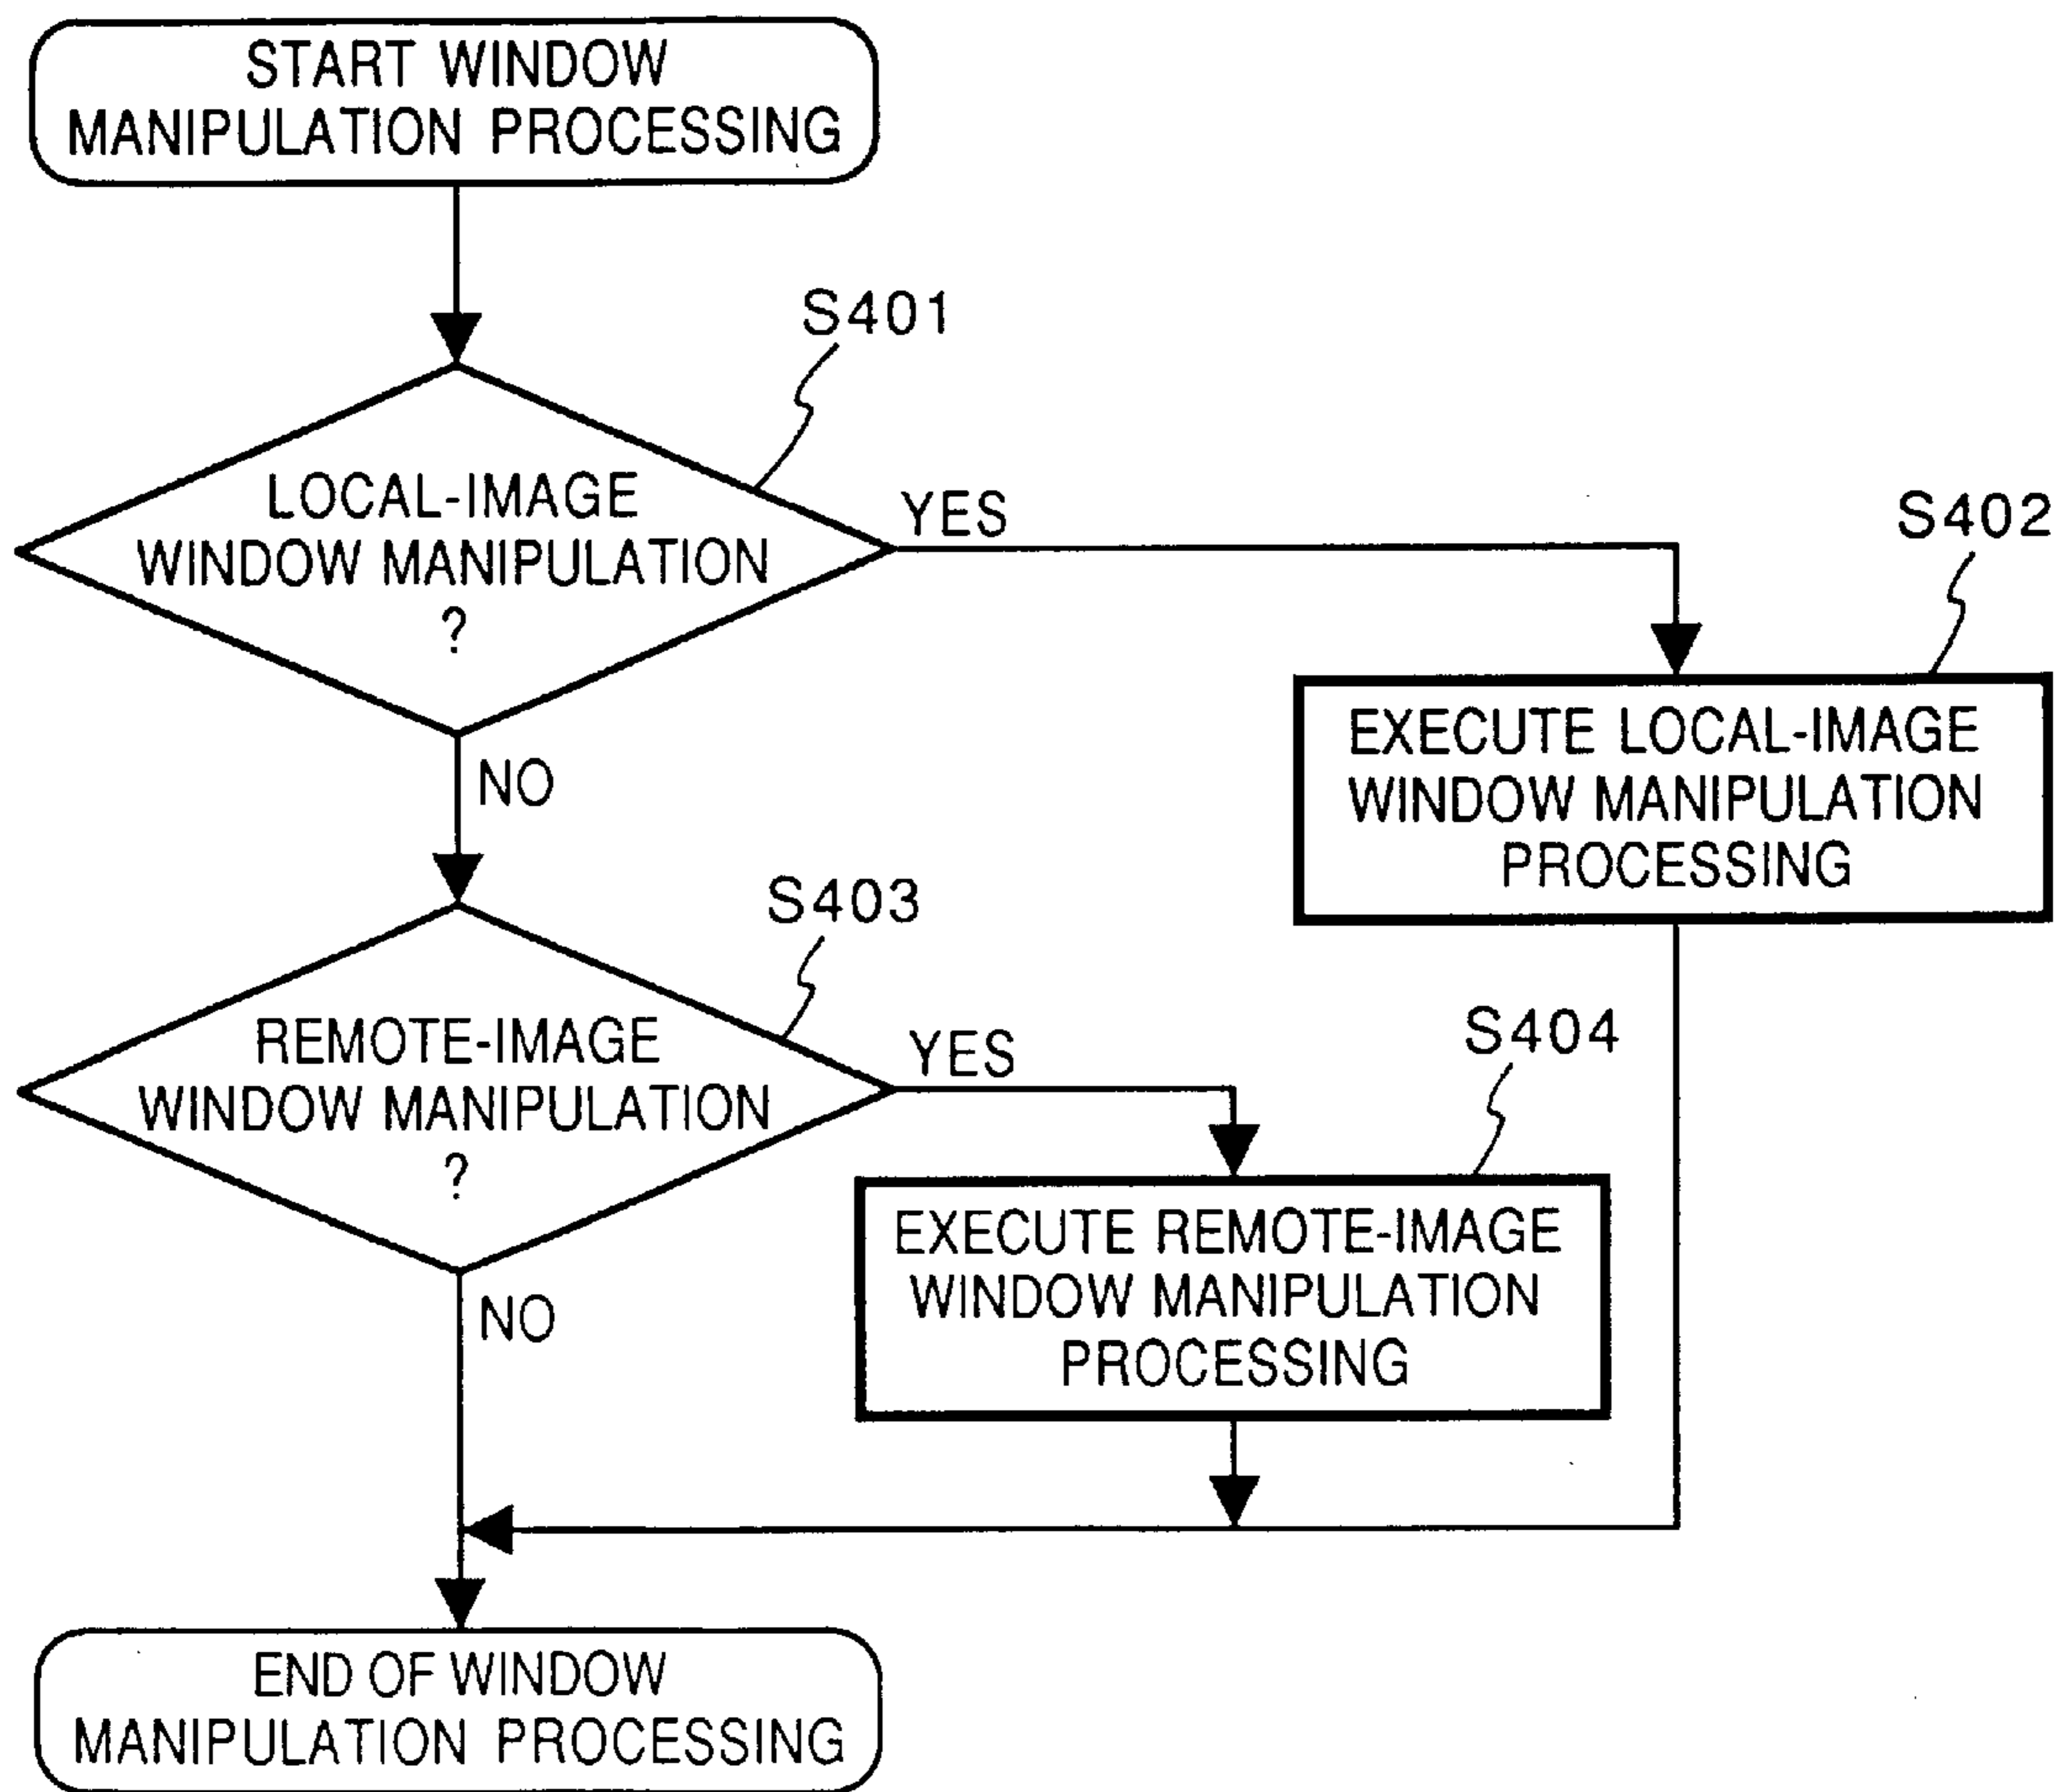 START WINDOW
MANIPULATION PROCESSING
S401
LOCAL-IMAGE
WINDOW MANIPULATION
?
YES
S402
EXECUTE LOCAL-IMAGE
WINDOW MANIPULATION
PROCESSING
NO
S403
REMOTE-IMAGE
WINDOW MANIPULATION
?
YES
S404
EXECUTE REMOTE-IMAGE
WINDOW MANIPULATION
PROCESSING
NO
END OF WINDOW
MANIPULATION PROCESSING